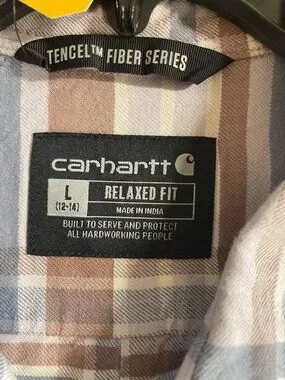 TENCEL™ FIBER SERIES
carhartt
L
(12-14)
RELAXED FIT
MADE IN INDIA
BUILT TO SERVE AND PROTECT
ALL HARDWORKING PEOPLE